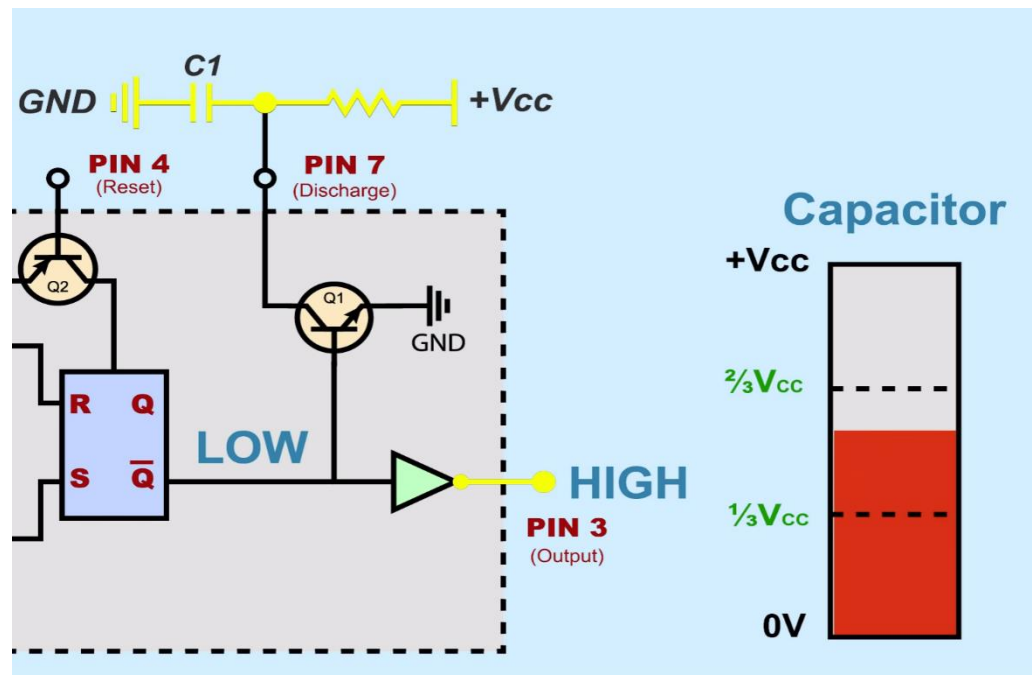 C1
GND
+Vcc
PIN 4
(Reset)
PIN 7
(Discharge)
Q2
Q1
GND
R Q
S Q̅
LOW
HIGH
PIN 3
(Output)
Capacitor
+Vcc
⅔Vcc
⅓Vcc
0V